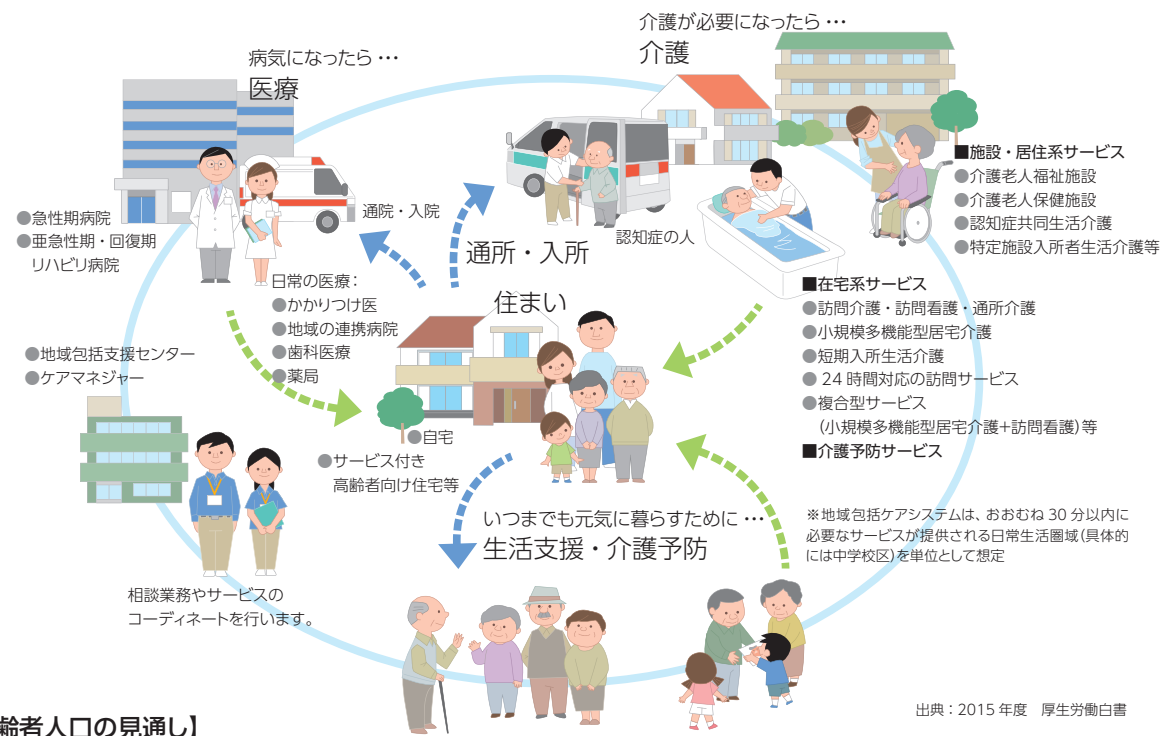 病気になったら …
医療
●急性期病院
●亜急性期・回復期
リハビリ病院
通院・入院
日常の医療：
●かかりつけ医
●地域の連携病院
●歯科医療
●薬局
介護が必要になったら …
介護
通所・入所
認知症の人
■施設・居住系サービス
●介護老人福祉施設
●介護老人保健施設
●認知症共同生活介護
●特定施設入所者生活介護等
■在宅系サービス
●訪問介護・訪問看護・通所介護
●小規模多機能型居宅介護
●短期入所生活介護
●24時間対応の訪問サービス
●複合型サービス
（小規模多機能型居宅介護＋訪問看護）等
■介護予防サービス
住まい
●自宅
●サービス付き
高齢者向け住宅等
●地域包括支援センター
●ケアマネジャー
相談業務やサービスの
コーディネートを行います。
いつまでも元気に暮らすために …
生活支援・介護予防
※地域包括ケアシステムは、おおむね30分以内に
必要なサービスが提供される日常生活圏域（具体的
には中学校区）を単位として想定
出典：2015年度　厚生労働白書
齢者人口の見通し】